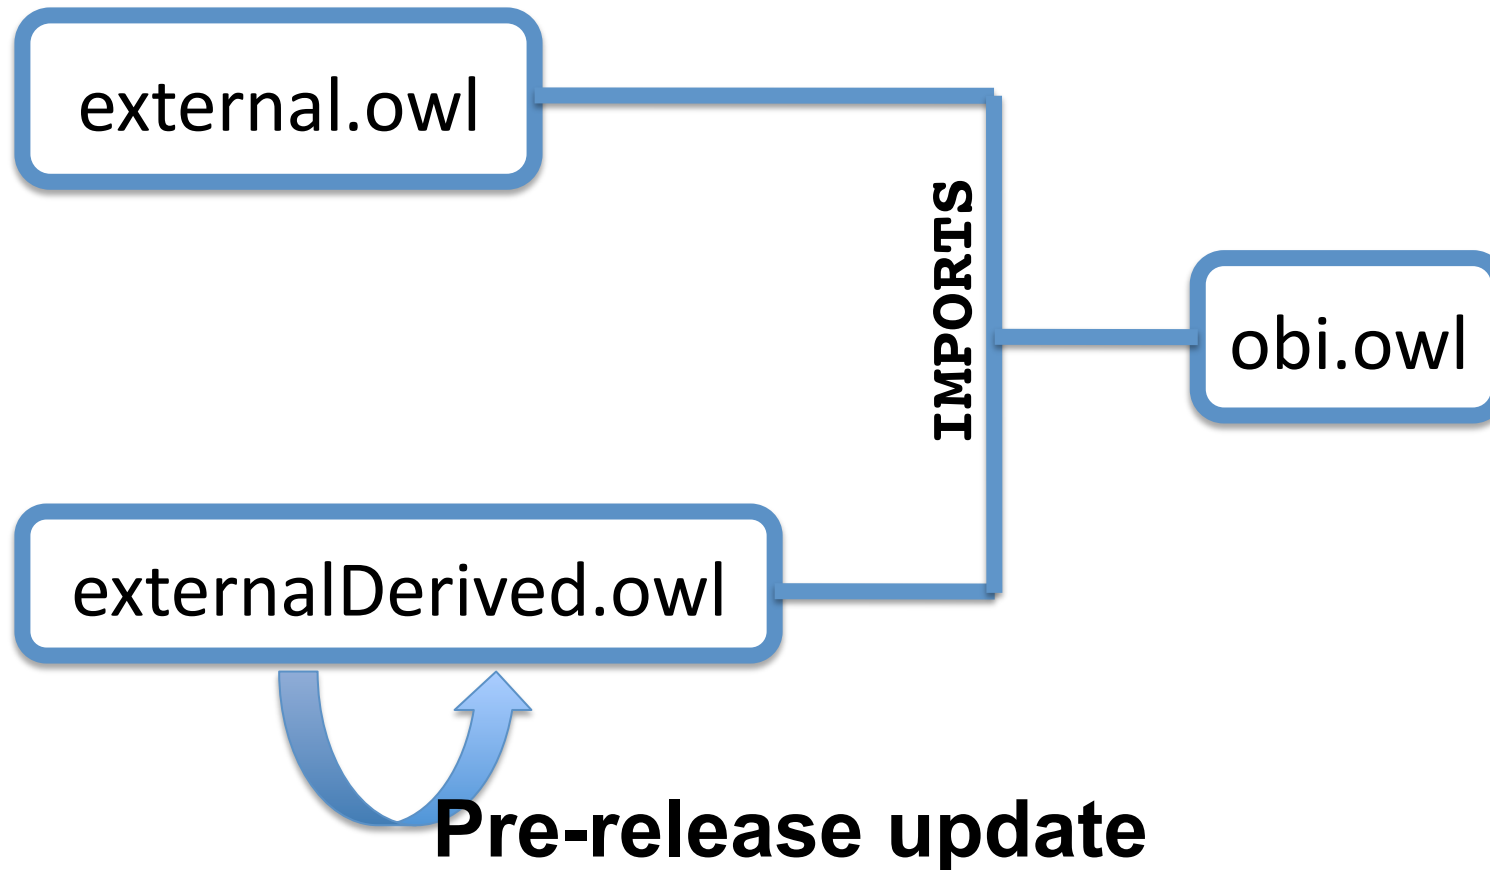 external.owl
IMPORTS
obi.owl
externalDerived.owl
Pre-release update